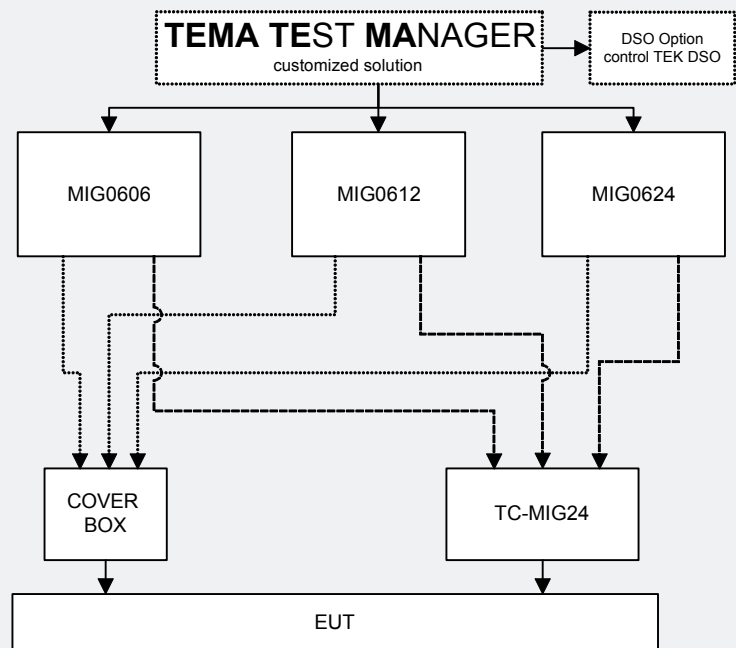 TEMA TEST MANAGER
customized solution
DSO Option
control TEK DSO
MIG0606
MIG0612
MIG0624
COVER
BOX
TC-MIG24
EUT